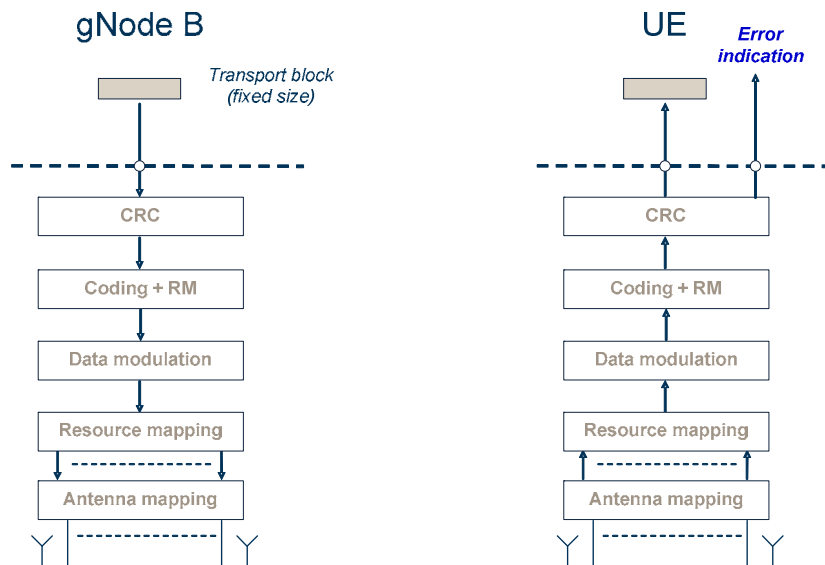 gNode B
Transport block
(fixed size)
CRC
Coding + RM
Data modulation
Resource mapping
Antenna mapping
UE
Error
indication
CRC
Coding + RM
Data modulation
Resource mapping
Antenna mapping